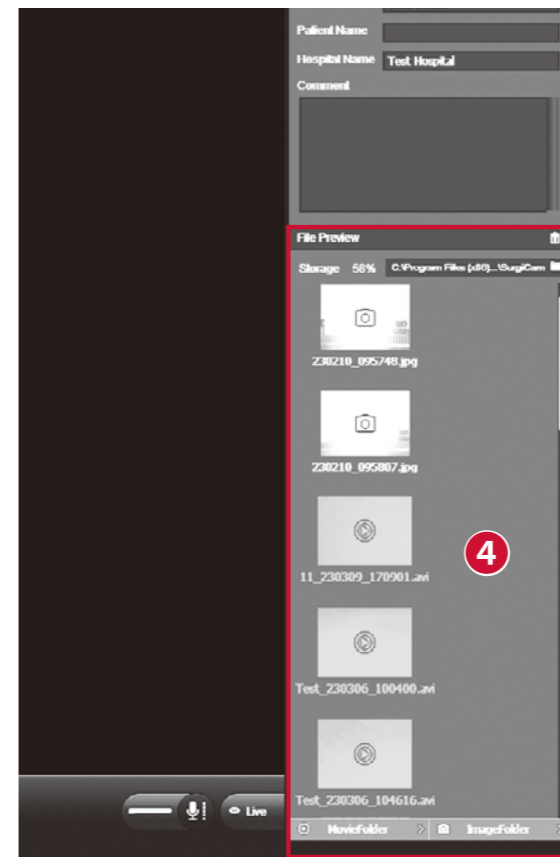 Patient Name
Hospital Name Test Hospital
Comment
File Preview
Storage 58% C:\Program Files (x86)...\SurgiCam
230210_095748.jpg
230210_095807.jpg
11_230309_170901.avi
4
Test_230306_100400.avi
Test_230306_104616.avi
Live
MovieFolder ImageFolder